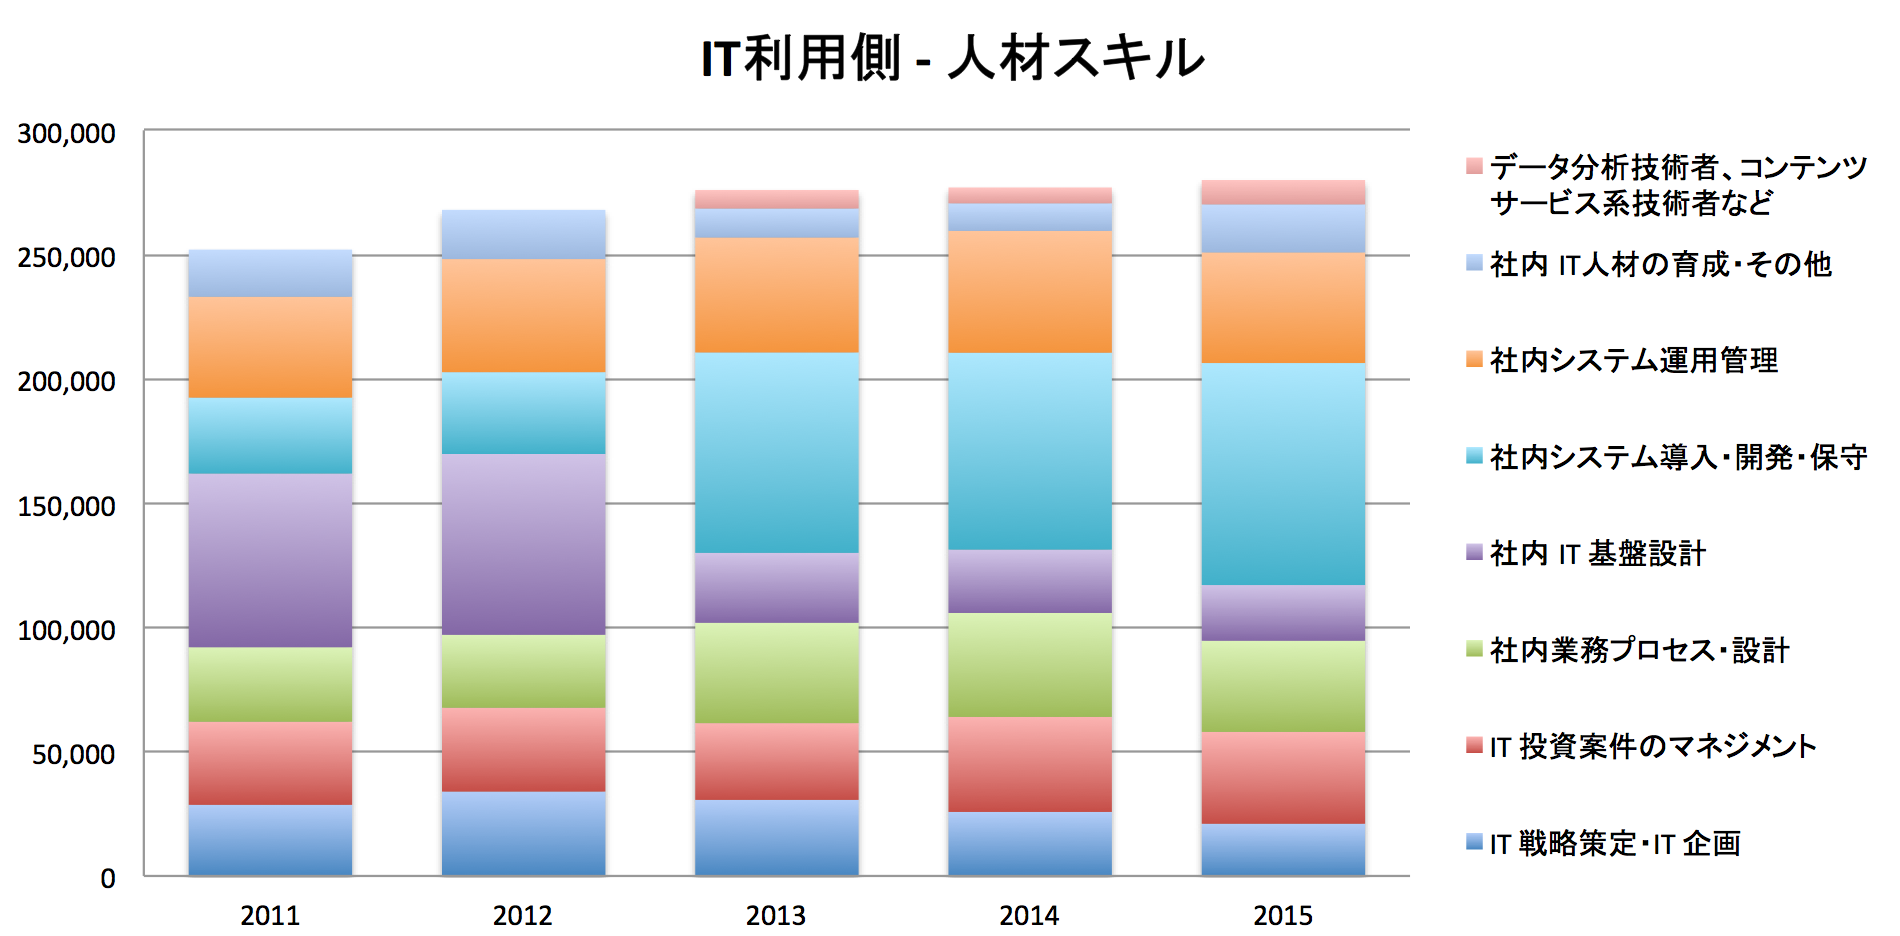 IT利用側 - 人材スキル
300,000
250,000
200,000
150,000
100,000
50,000
0
2011
2012
2013
2014
2015
データ分析技術者、コンテンツ
サービス系技術者など
社内 IT人材の育成・その他
社内システム運用管理
社内システム導入・開発・保守
社内 IT 基盤設計
社内業務プロセス・設計
IT 投資案件のマネジメント
IT 戦略策定・IT 企画